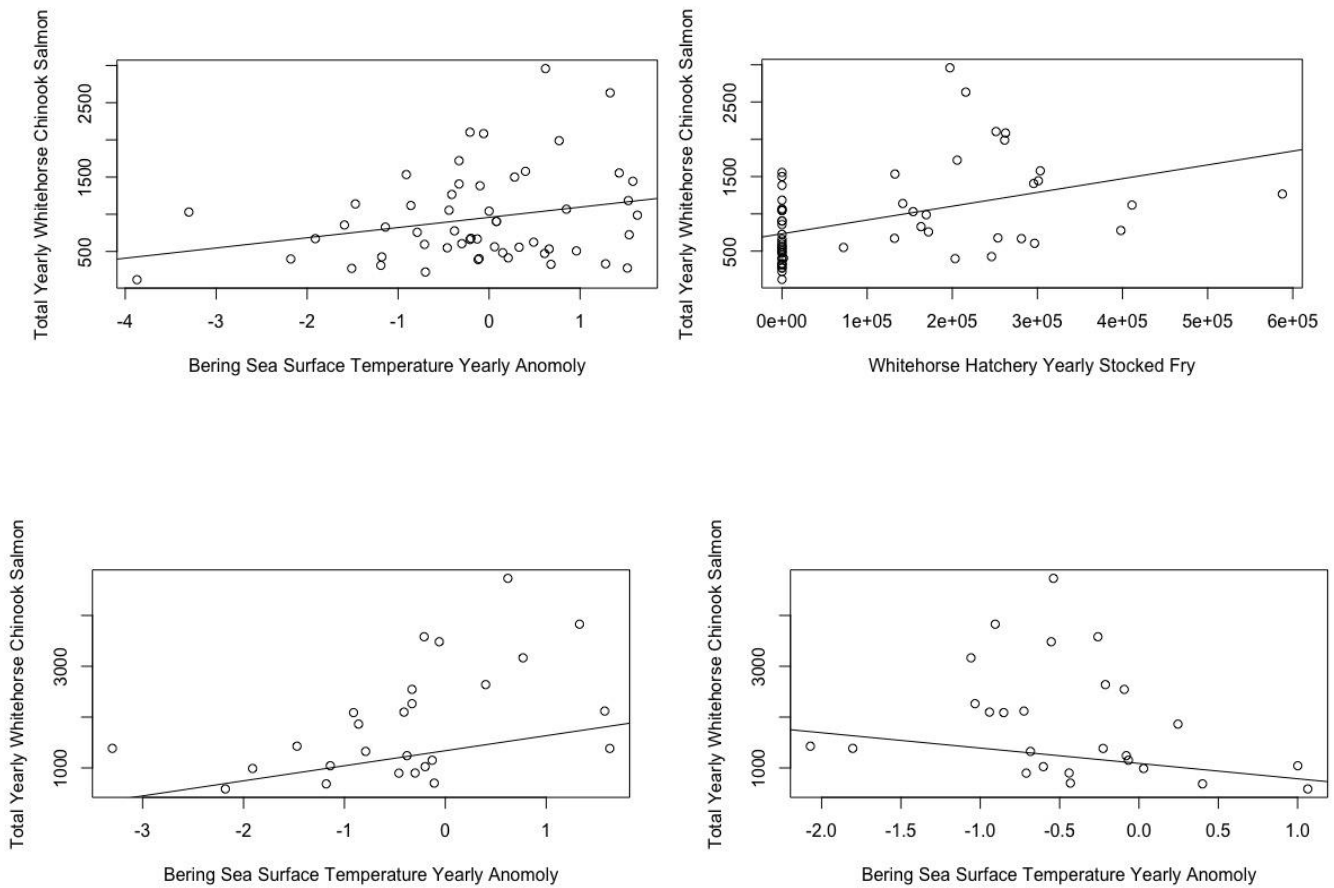 Total Yearly Whitehorse Chinook Salmon
500 1500 2500
-4 -3 -2 -1 0 1
Bering Sea Surface Temperature Yearly Anomoly
Total Yearly Whitehorse Chinook Salmon
500 1500 2500
0e+00 1e+05 2e+05 3e+05 4e+05 5e+05 6e+05
Whitehorse Hatchery Yearly Stocked Fry
Total Yearly Whitehorse Chinook Salmon
1000 3000
-3 -2 -1 0 1
Bering Sea Surface Temperature Yearly Anomoly
Total Yearly Whitehorse Chinook Salmon
1000 3000
-2.0 -1.5 -1.0 -0.5 0.0 0.5 1.0
Bering Sea Surface Temperature Yearly Anomoly